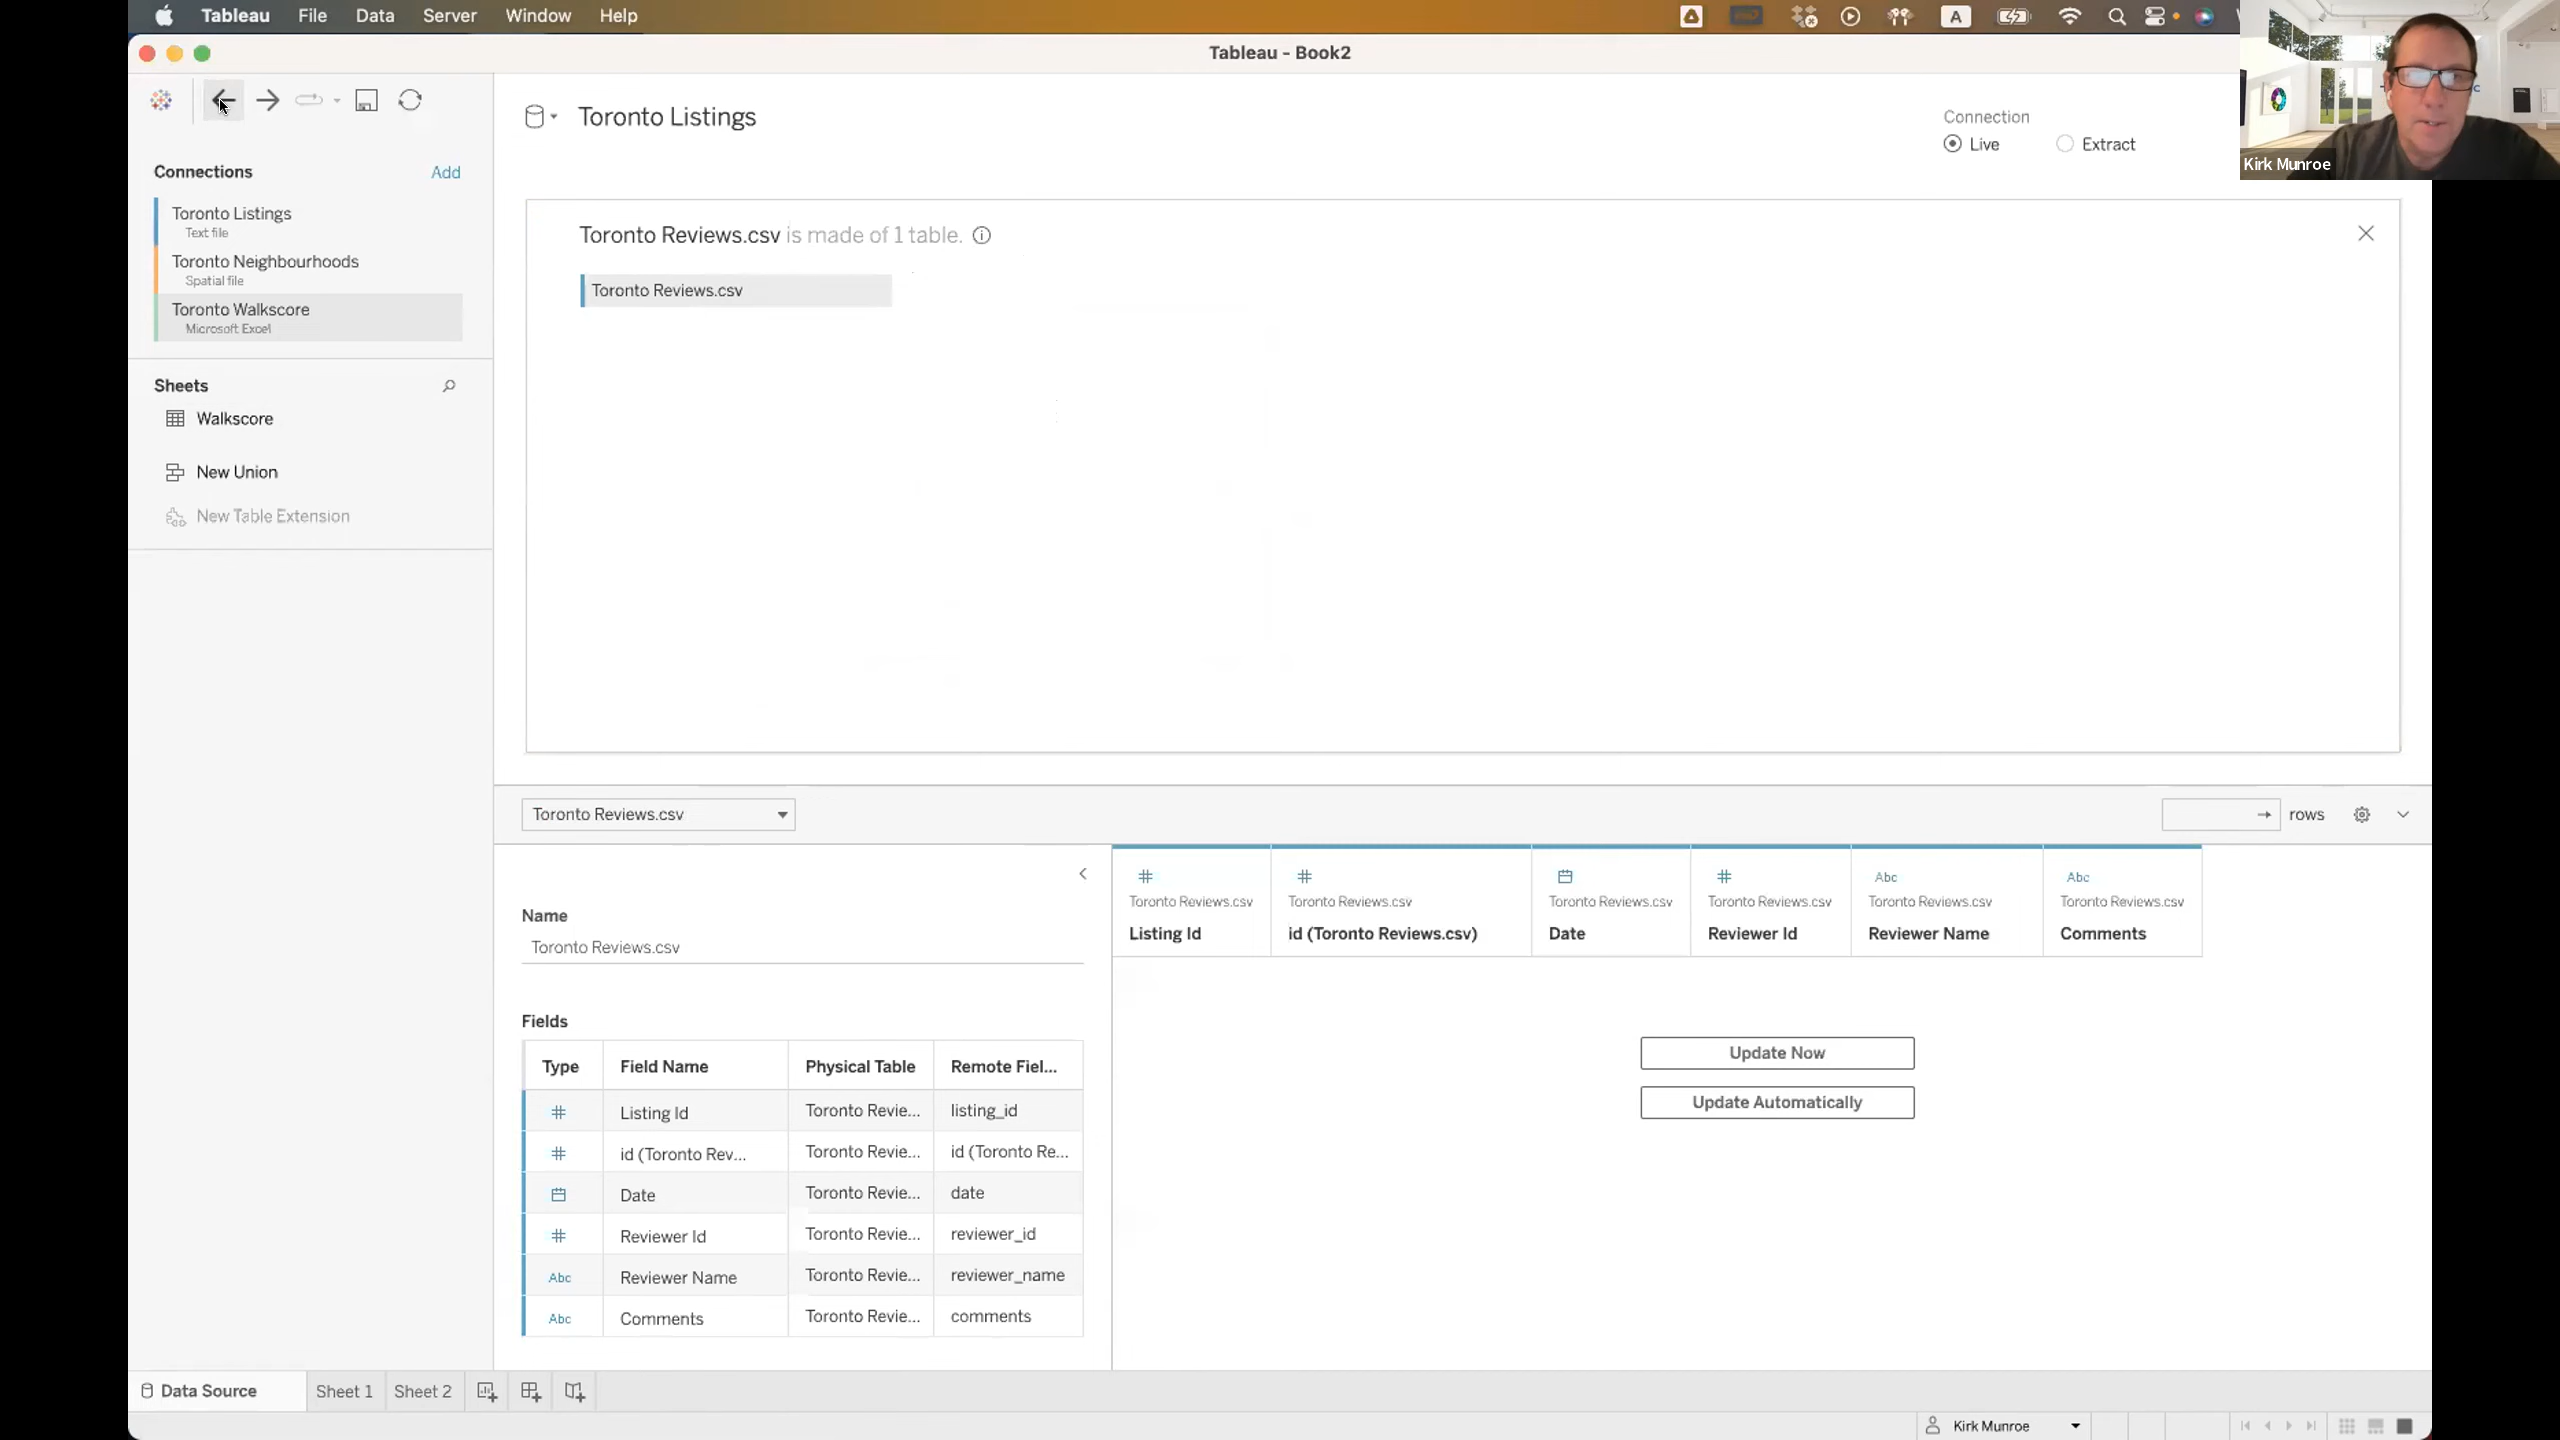 Tableau File Data Server Window Help
A
Tableau - Book2
Toronto Listings
Connection
Live Extract
Kirk Munroe
Connections Add
Toronto Listings
Text file
Toronto Neighbourhoods
Spatial file
Toronto Walkscore
Microsoft Excel
Sheets
Walkscore
New Union
New Table Extension
Toronto Reviews.csv is made of 1 table.
Toronto Reviews.csv
Toronto Reviews.csv
rows
Name
Toronto Reviews.csv
Fields
Type Field Name Physical Table Remote Fiel...
# Listing Id Toronto Revie... listing_id
# id (Toronto Rev... Toronto Revie... id (Toronto Re...
Date Toronto Revie... date
# Reviewer Id Toronto Revie... reviewer_id
Abc Reviewer Name Toronto Revie... reviewer_name
Abc Comments Toronto Revie... comments
# # # Abc Abc
Toronto Reviews.csv Toronto Reviews.csv Toronto Reviews.csv Toronto Reviews.csv Toronto Reviews.csv Toronto Reviews.csv
Listing Id id (Toronto Reviews.csv) Date Reviewer Id Reviewer Name Comments
Update Now
Update Automatically
Data Source Sheet 1 Sheet 2
Kirk Munroe